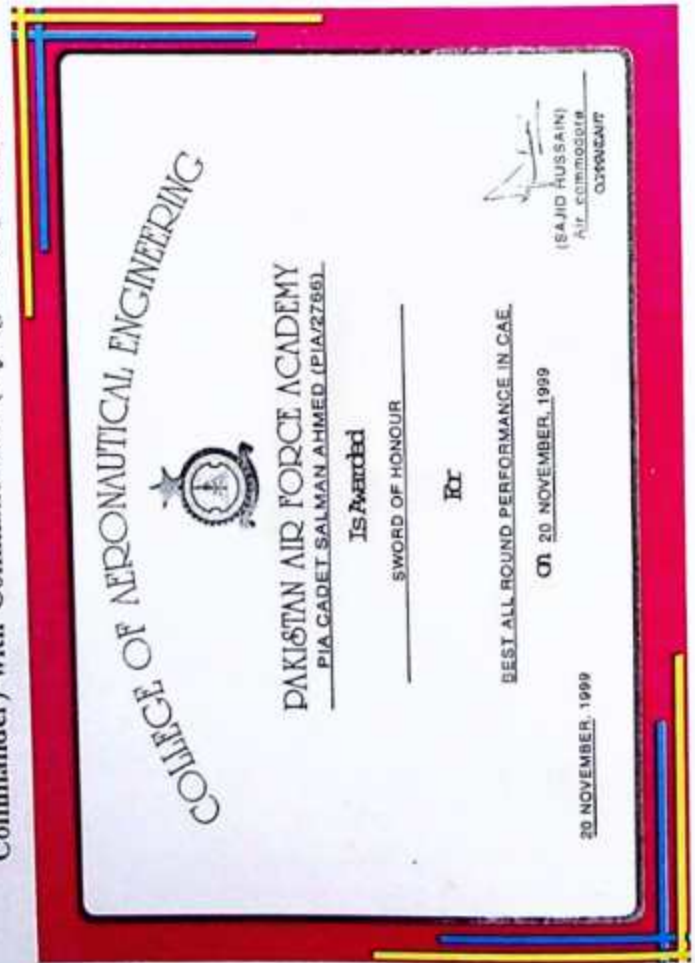 COLLEGE OF AERONAUTICAL ENGINEERING
PAKISTAN AIR FORCE ACADEMY
PIA CADET SALMAN AHMED (PIA/2766)
Is Awarded
SWORD OF HONOUR
For
BEST ALL ROUND PERFORMANCE IN CAE
on 20 NOVEMBER, 1999
20 NOVEMBER, 1999
(SAJID HUSSAIN)
Air commodore
COMMANDANT